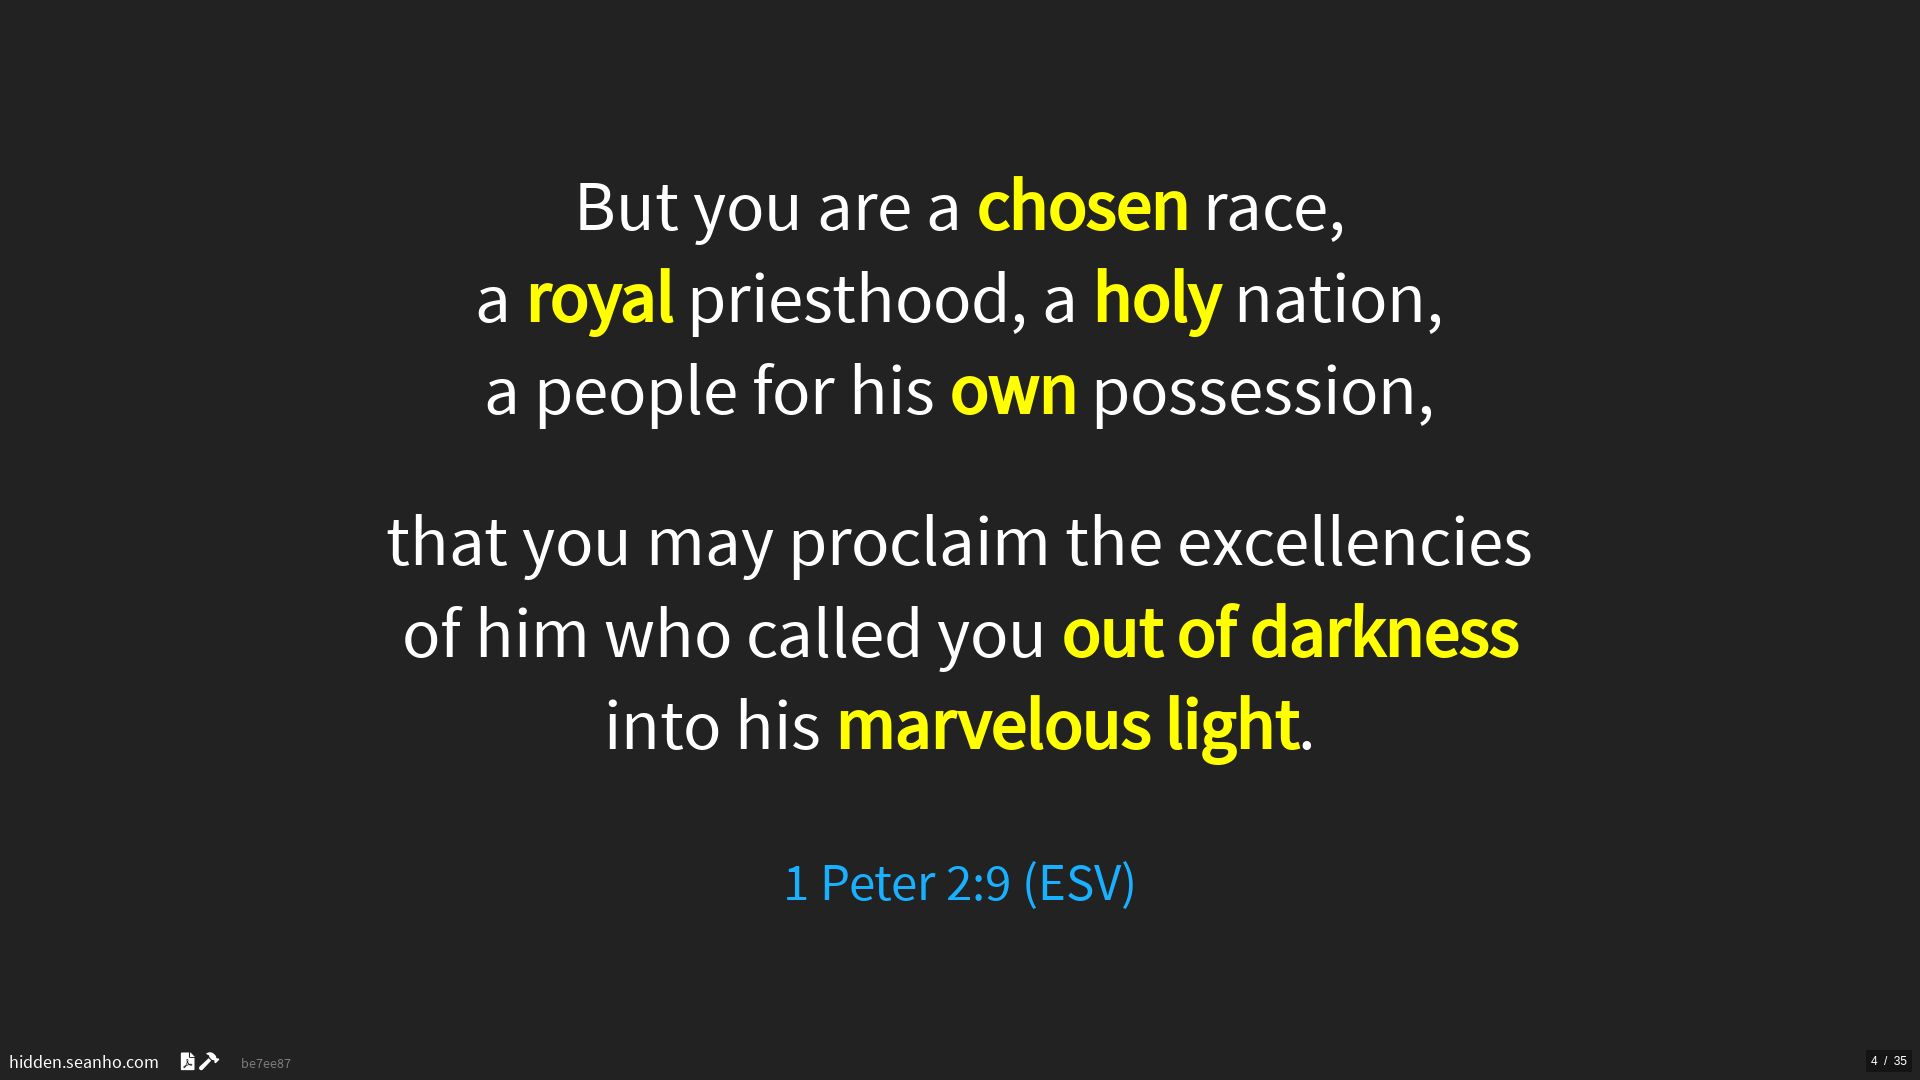 But you are a chosen race,
a royal priesthood, a holy nation,
a people for his own possession,
that you may proclaim the excellencies
of him who called you out of darkness
into his marvelous light.
1 Peter 2:9 (ESV)
hidden.seanho.com be7ee87
4 / 35